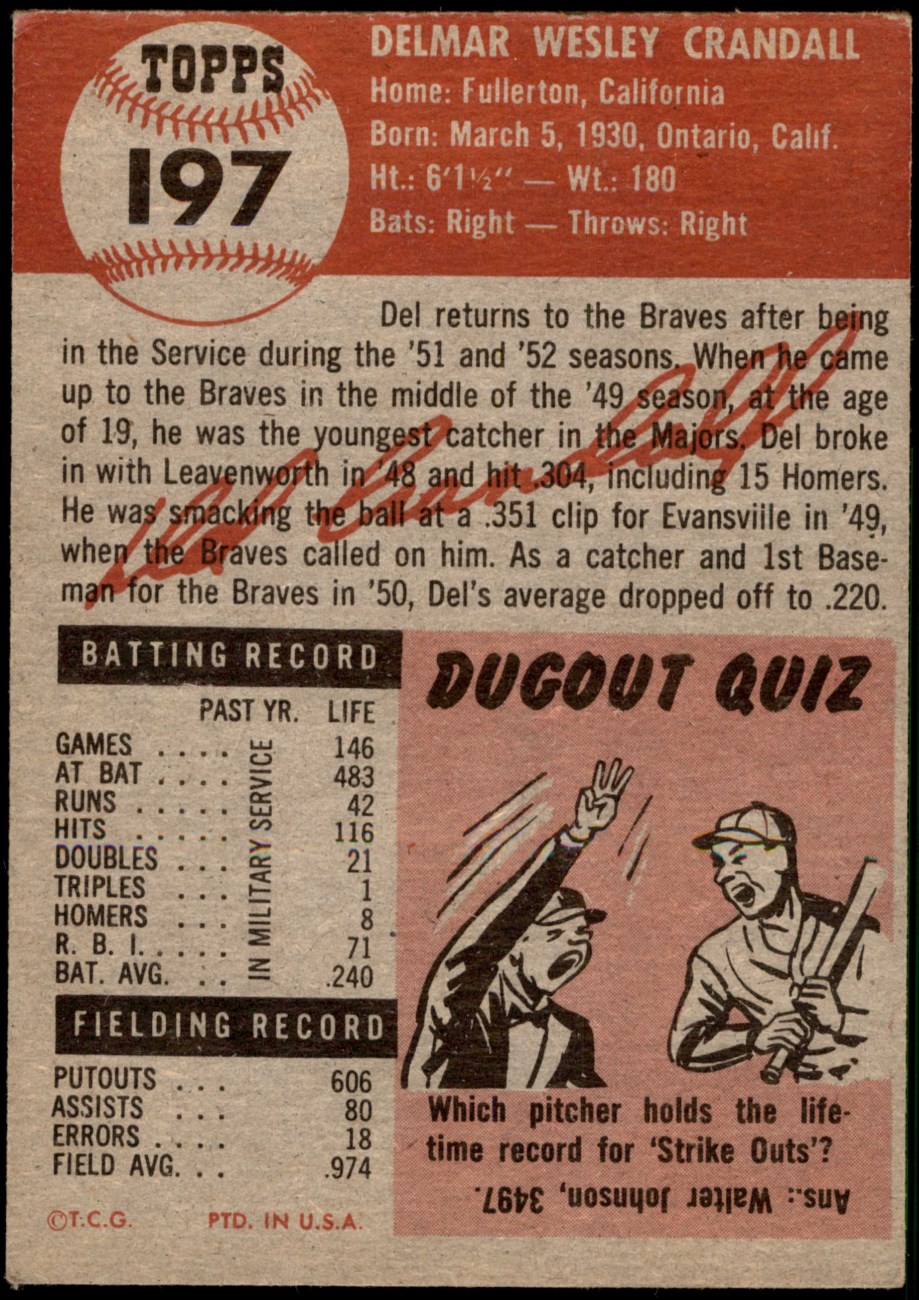 TOPPS
197
DELMAR WESLEY CRANDALL
Home: Fullerton, California
Born: March 5, 1930, Ontario, Calif.
Ht.: 6'1½" — Wt.: 180
Bats: Right — Throws: Right
Del returns to the Braves after being
in the Service during the '51 and '52 seasons. When he came
up to the Braves in the middle of the '49 season, at the age
of 19, he was the youngest catcher in the Majors. Del broke
in with Leavenworth in '48 and hit .304, including 15 Homers.
He was smacking the ball at a .351 clip for Evansville in '49,
when the Braves called on him. As a catcher and 1st Base-
man for the Braves in '50, Del's average dropped off to .220.
Del Crandall
BATTING RECORD
PAST YR. LIFE
GAMES .... 146
AT BAT .... 483
RUNS ..... 42
HITS ..... 116
DOUBLES ... 21
TRIPLES ... 1
HOMERS ... 8
R. B. I. .... 71
BAT. AVG. .. .240
IN MILITARY SERVICE
FIELDING RECORD
PUTOUTS ... 606
ASSISTS ... 80
ERRORS .... 18
FIELD AVG. .. .974
©T.C.G. PTD. IN U.S.A.
DUGOUT QUIZ
Which pitcher holds the life-
time record for 'Strike Outs'?
Ans.: Walter Johnson, 3497.